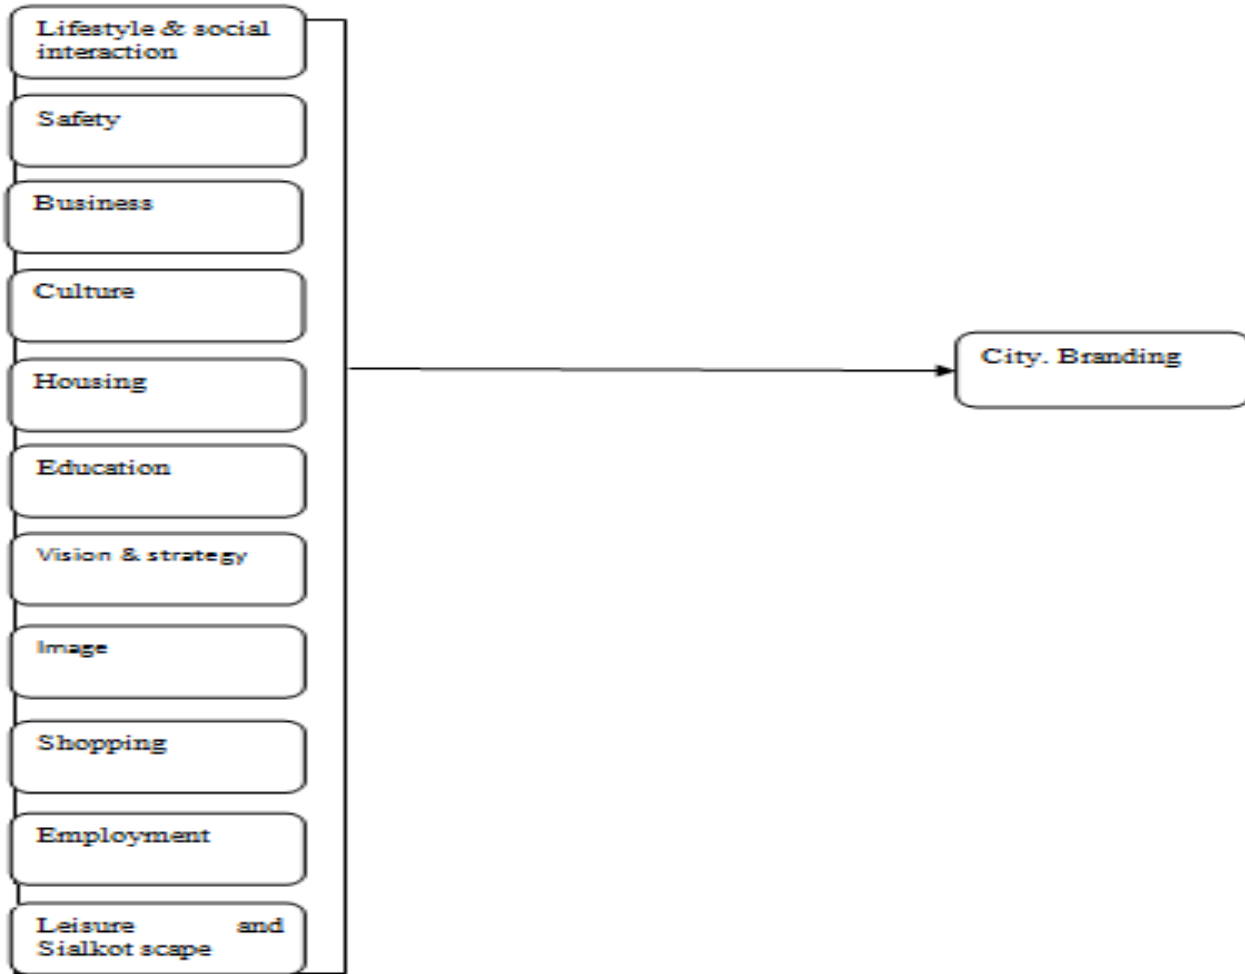 Lifestyle & social
interaction
Safety
Business
Culture
City. Branding
Housing
Education
Vision & strategy
Image
Shopping
Employment
Leisure and
Sialkot scape